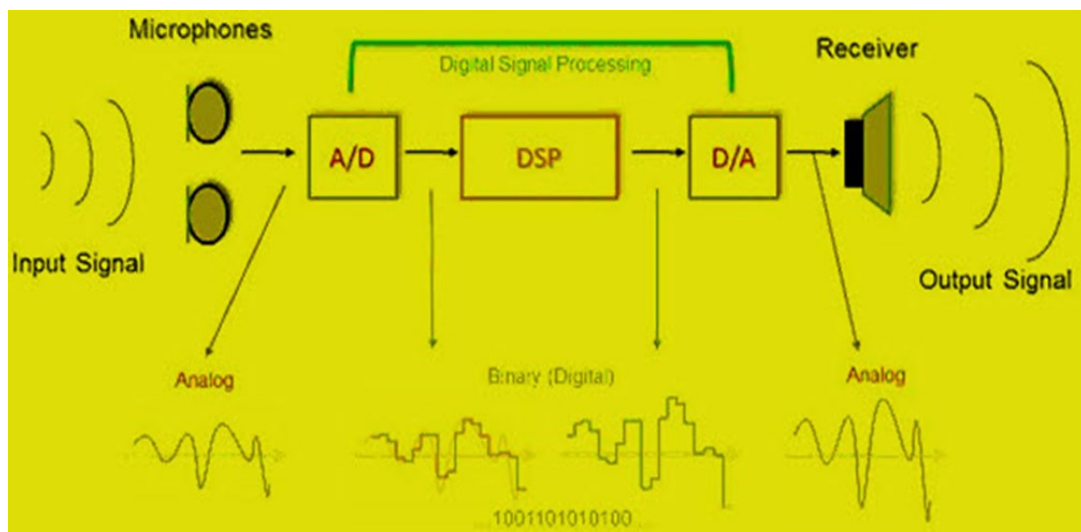 Microphones
Digital Signal Processing
Receiver
A/D
DSP
D/A
Input Signal
Output Signal
Analog
Binary (Digital)
Analog
1001101010100